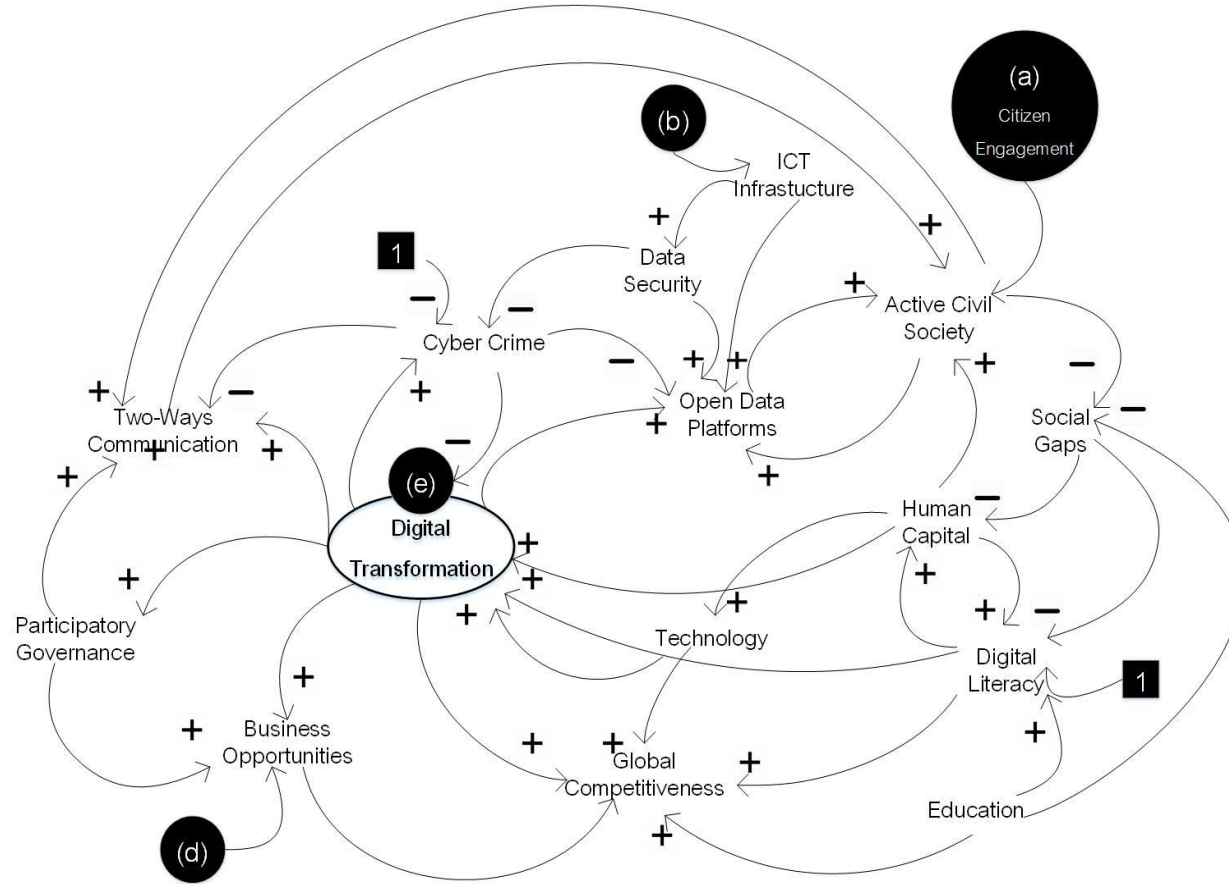 (a)
Citizen
Engagement
(b)
ICT
Infrastucture
+
+
1
Data
Security
−
−
+
Active Civil
Society
Cyber Crime
−
+
+
+
−
+
−
+
Open Data
Platforms
−
Social
Gaps
Two-Ways
Communication
+
+
+
+
−
+
(e)
Digital
Transformation
Human
Capital
−
+
+
+
+
+
+
+
−
Participatory
Governance
Technology
Digital
Literacy
1
+
+
Business
Opportunities
+
+
+
+
Global
Competitiveness
Education
+
(d)